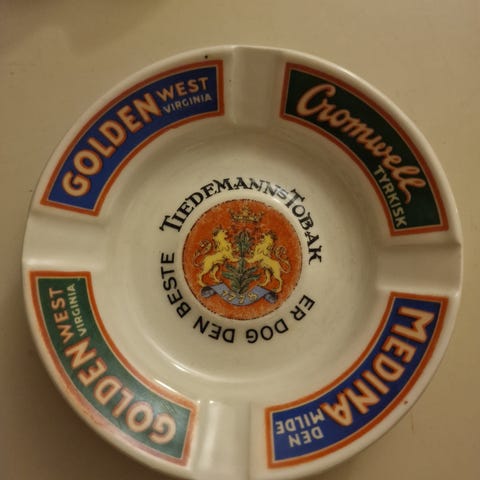 GOLDEN WEST
VIRGINIA
Cromwell
TYRKISK
TIEDEMANNS TOBAK
ER DOG DEN BESTE
MEDINA
DEN
MILDE
GOLDEN WEST
VIRGINIA